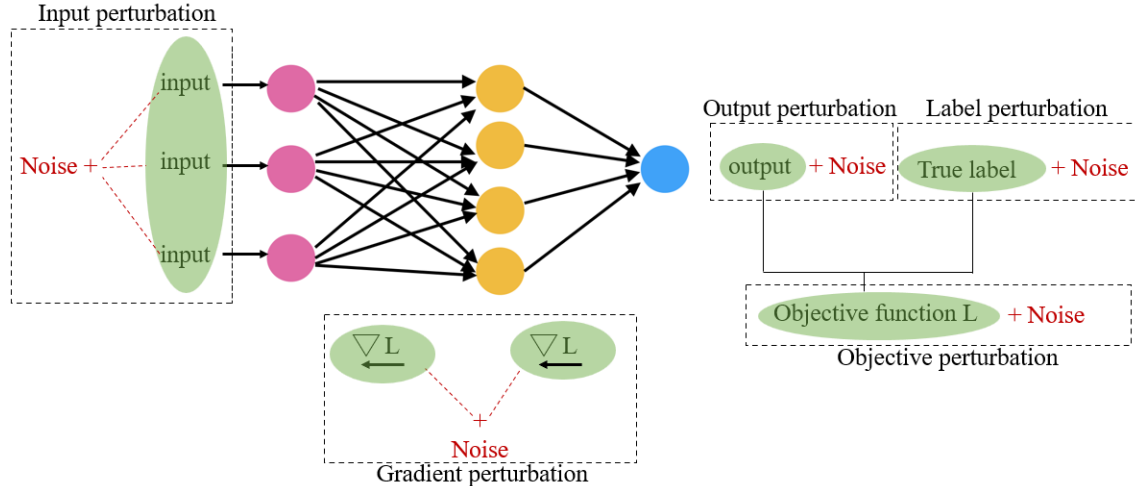 Input perturbation
input
Noise +
input
input
Output perturbation
Label perturbation
output + Noise
True label + Noise
Objective function L + Noise
Objective perturbation
▽ L
▽ L
+
Noise
Gradient perturbation